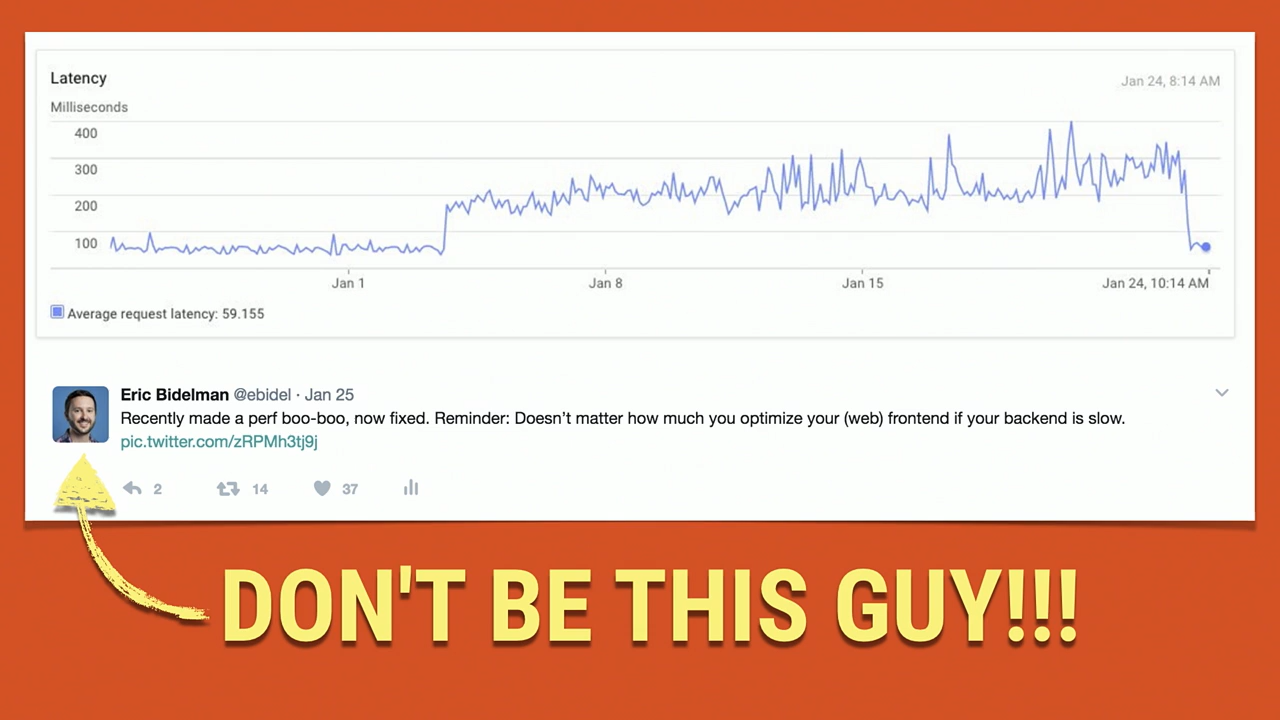 Latency
Jan 24, 8:14 AM
Milliseconds
400
300
200
100
Jan 1
Jan 8
Jan 15
Jan 24, 10:14 AM
Average request latency: 59.155
Eric Bidelman @ebidel · Jan 25
Recently made a perf boo-boo, now fixed. Reminder: Doesn't matter how much you optimize your (web) frontend if your backend is slow.
pic.twitter.com/zRPMh3tj9j
2 14 37
DON'T BE THIS GUY!!!